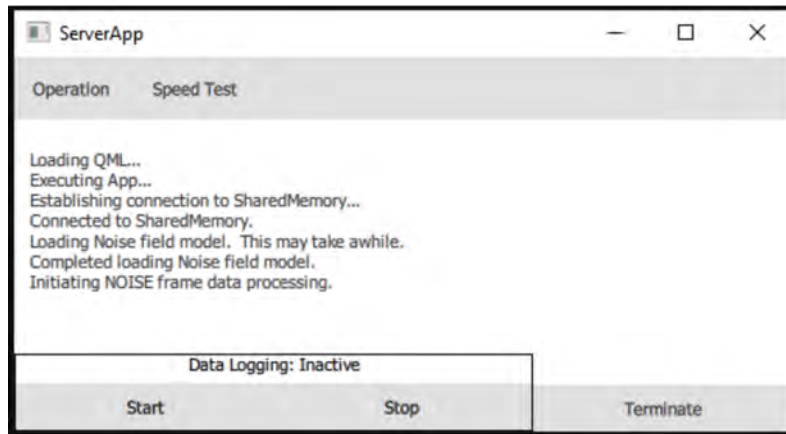 ServerApp
Operation Speed Test
Loading QML...
Executing App...
Establishing connection to SharedMemory...
Connected to SharedMemory.
Loading Noise field model.  This may take awhile.
Completed loading Noise field model.
Initiating NOISE frame data processing.
Data Logging: Inactive
Start Stop Terminate